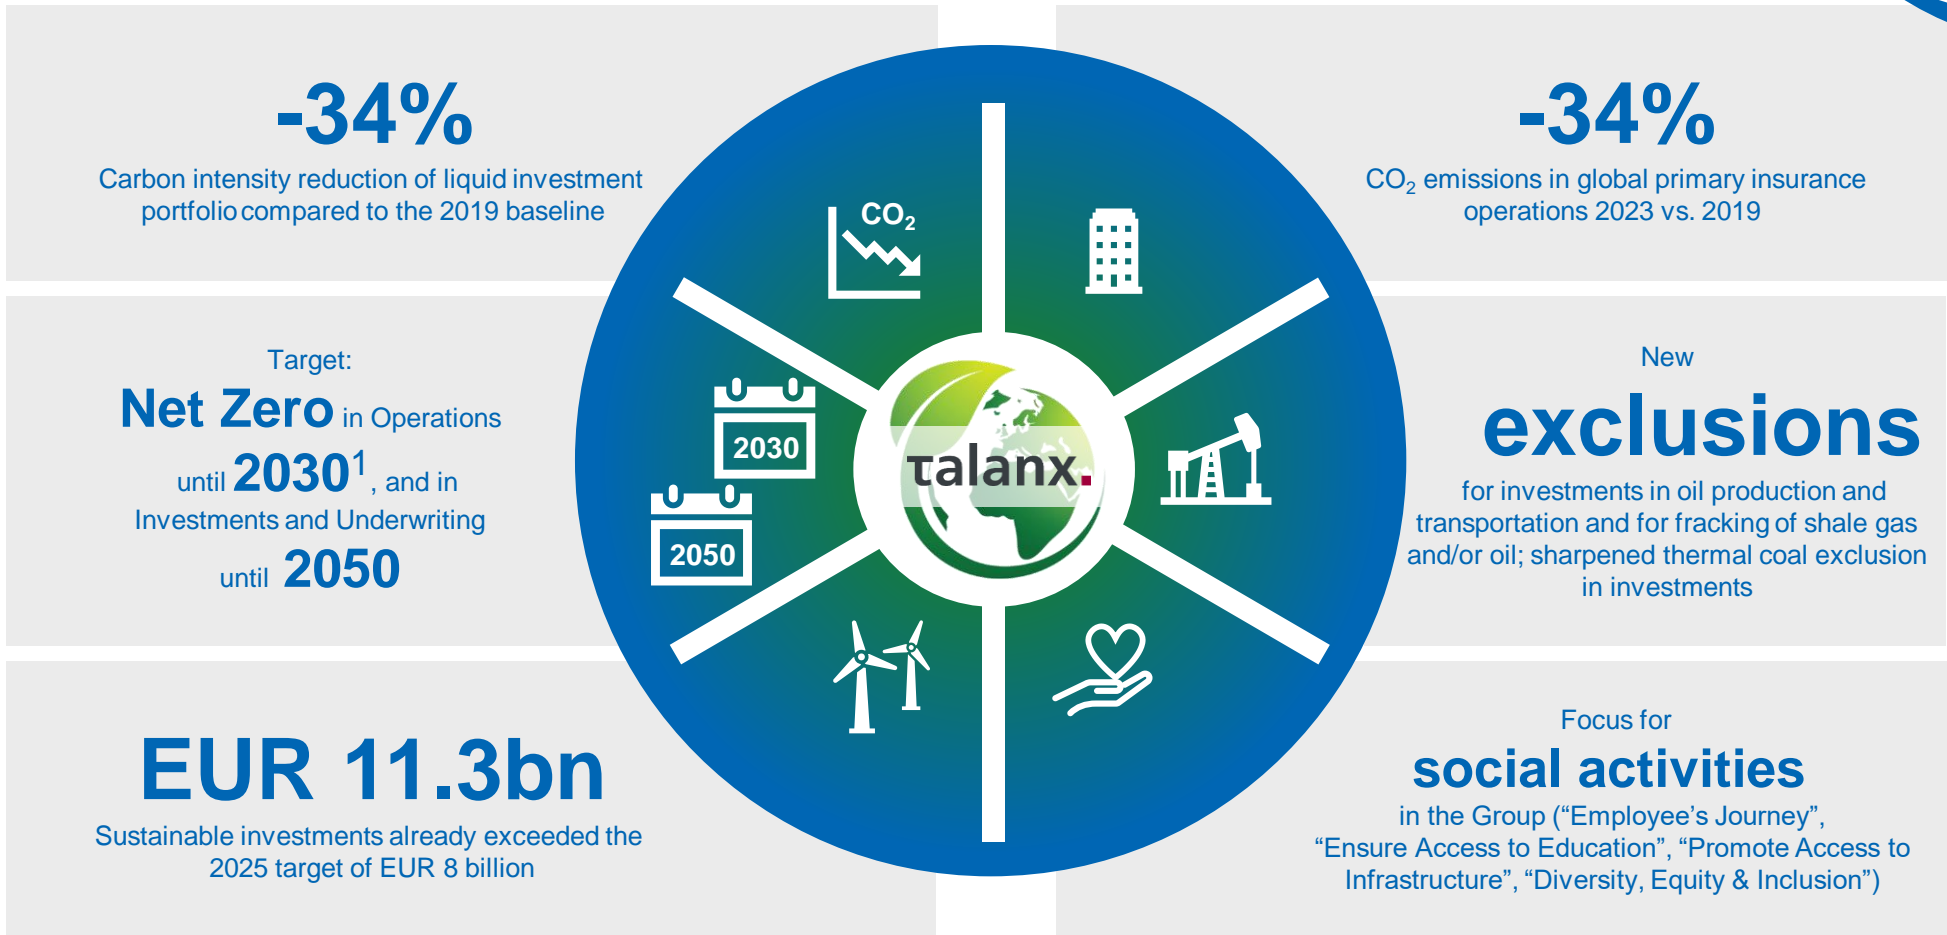 -34%
Carbon intensity reduction of liquid investment
portfolio compared to the 2019 baseline
-34%
CO₂ emissions in global primary insurance
operations 2023 vs. 2019
CO₂
Target:
Net Zero in Operations
until 2030¹, and in
Investments and Underwriting
until 2050
2030
2050
talanx.
New
exclusions
for investments in oil production and
transportation and for fracking of shale gas
and/or oil; sharpened thermal coal exclusion
in investments
EUR 11.3bn
Sustainable investments already exceeded the
2025 target of EUR 8 billion
Focus for
social activities
in the Group (“Employee’s Journey”,
“Ensure Access to Education”, “Promote Access to
Infrastructure”, “Diversity, Equity & Inclusion”)